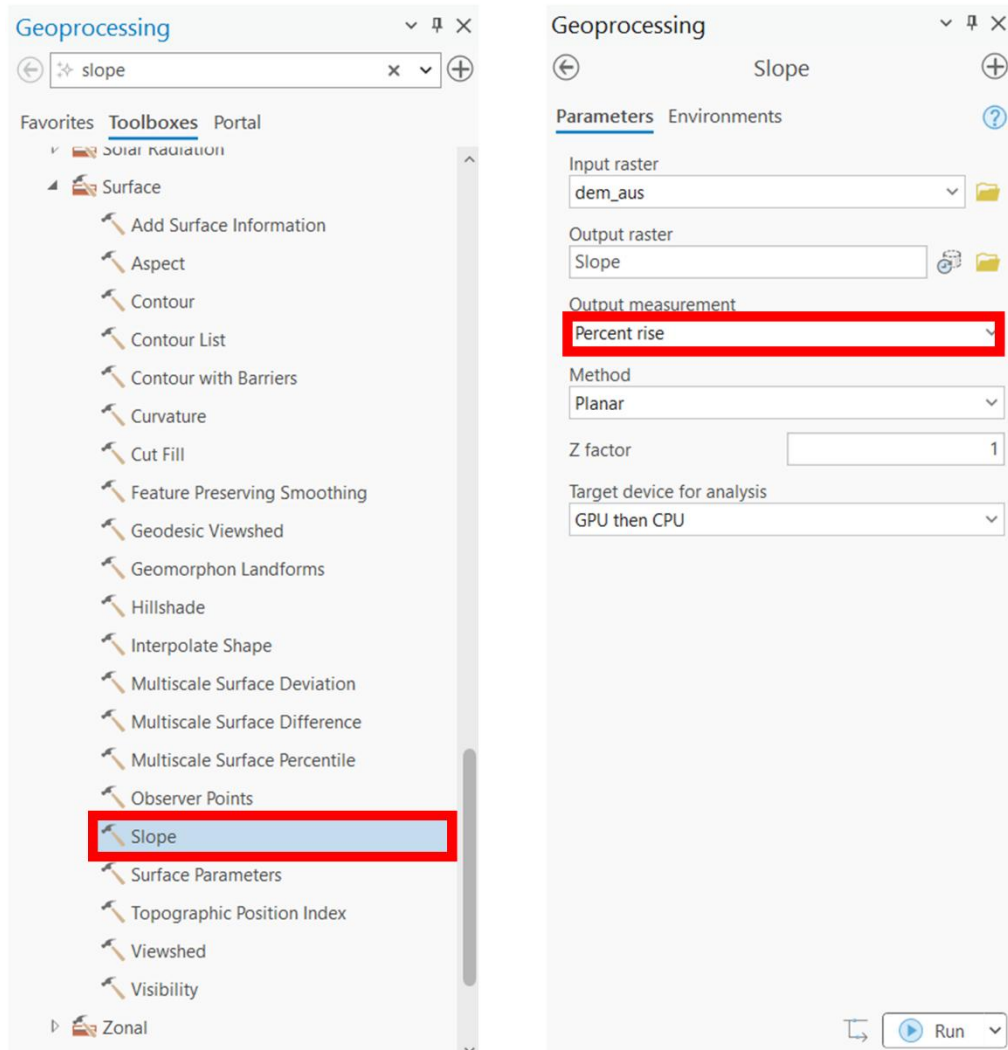 Geoprocessing
slope
Favorites Toolboxes Portal
Solar Radiation
Surface
Add Surface Information
Aspect
Contour
Contour List
Contour with Barriers
Curvature
Cut Fill
Feature Preserving Smoothing
Geodesic Viewshed
Geomorphon Landforms
Hillshade
Interpolate Shape
Multiscale Surface Deviation
Multiscale Surface Difference
Multiscale Surface Percentile
Observer Points
Slope
Surface Parameters
Topographic Position Index
Viewshed
Visibility
Zonal
Geoprocessing
Slope
Parameters Environments
Input raster
dem_aus
Output raster
Slope
Output measurement
Percent rise
Method
Planar
Z factor 1
Target device for analysis
GPU then CPU
Run